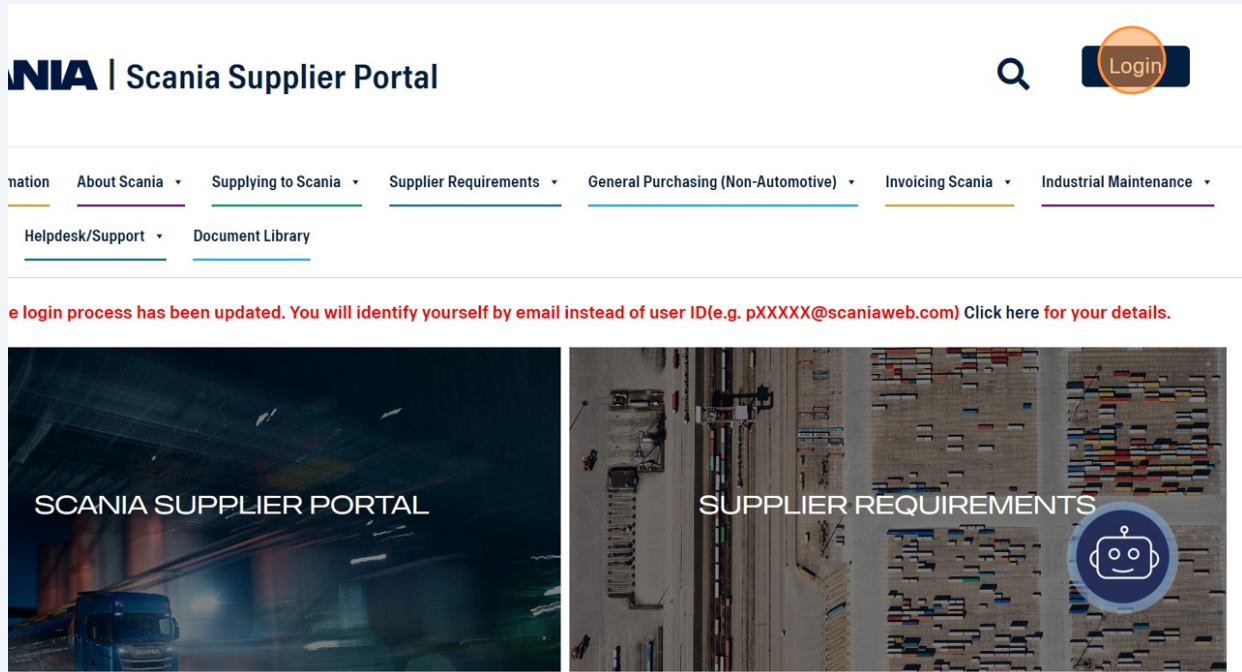 NIA | Scania Supplier Portal
Login
mation About Scania Supplying to Scania Supplier Requirements General Purchasing (Non-Automotive) Invoicing Scania Industrial Maintenance
Helpdesk/Support Document Library
e login process has been updated. You will identify yourself by email instead of user ID(e.g. pXXXXX@scaniaweb.com) Click here for your details.
SCANIA SUPPLIER PORTAL
SUPPLIER REQUIREMENTS
SCANIA